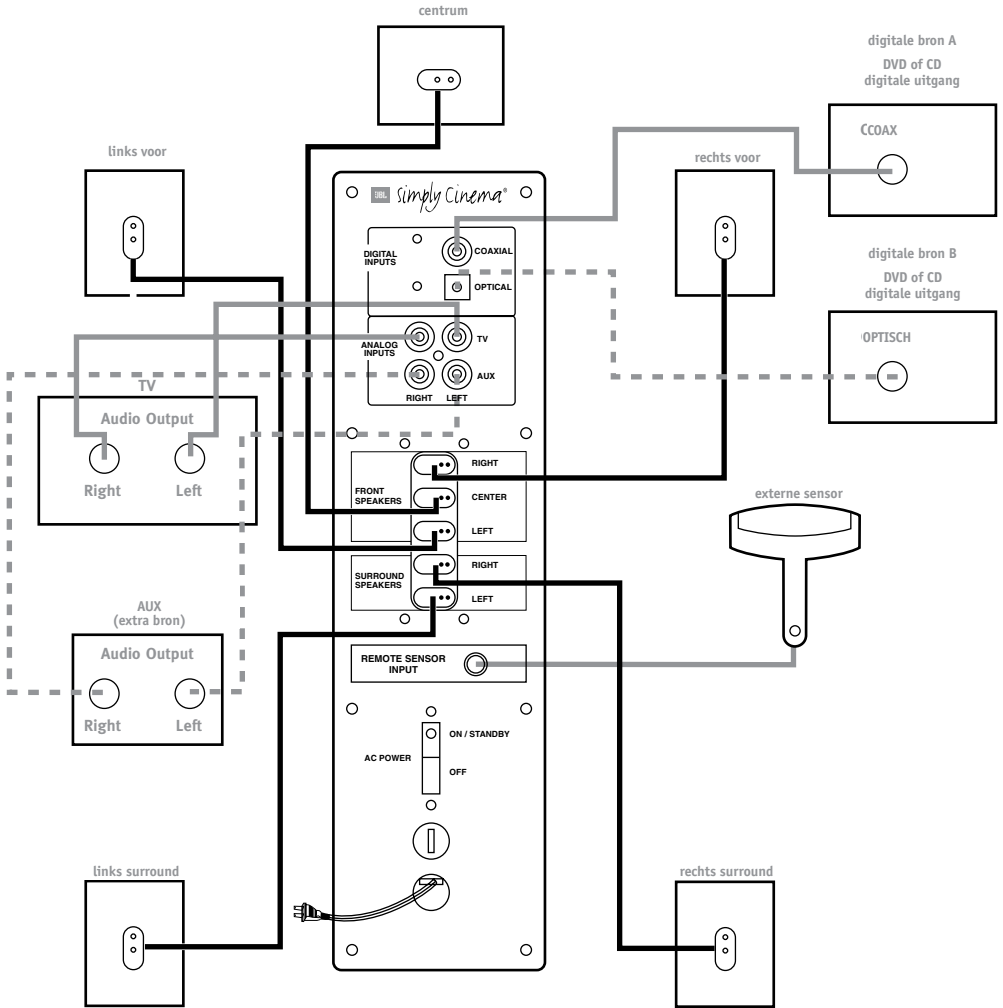 centrum
digitale bron A
DVD of CD
digitale uitgang
CCOAX
links voor
rechts voor
JBL Simply Cinema®
DIGITAL
INPUTS
COAXIAL
OPTICAL
digitale bron B
DVD of CD
digitale uitgang
OPTISCH
ANALOG
INPUTS
TV
AUX
RIGHT LEFT
TV
Audio Output
Right Left
FRONT
SPEAKERS
RIGHT
CENTER
LEFT
SURROUND
SPEAKERS
RIGHT
LEFT
externe sensor
AUX
(extra bron)
Audio Output
Right Left
REMOTE SENSOR
INPUT
AC POWER
ON / STANDBY
OFF
links surround
rechts surround